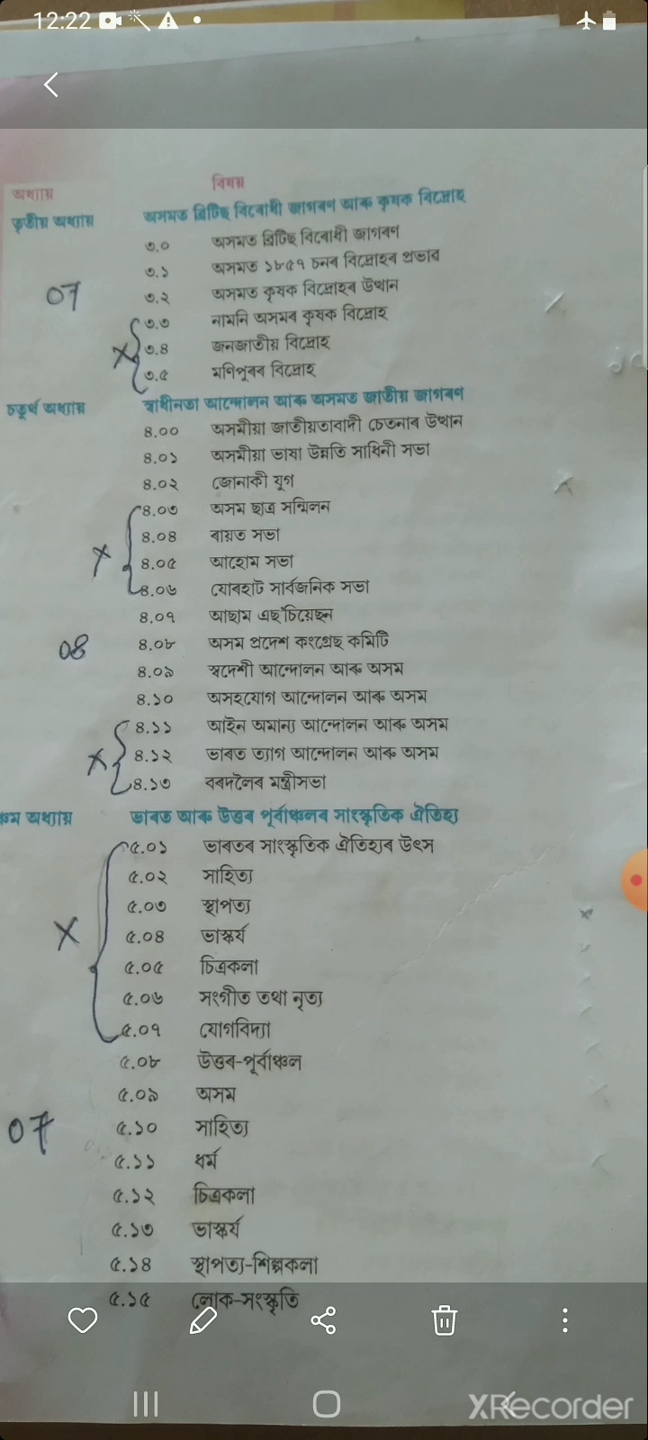 12:22
অধ্যায় বিষয়
তৃতীয় অধ্যায় অসমত ব্ৰিটিছ বিৰোধী জাগৰণ আৰু কৃষক বিদ্ৰোহ
৩.০ অসমত ব্ৰিটিছ বিৰোধী জাগৰণ
৩.১ অসমত ১৮৫৭ চনৰ বিদ্ৰোহৰ প্ৰভাৱ
07
৩.২ অসমত কৃষক বিদ্ৰোহৰ উত্থান
৩.৩ নামনি অসমৰ কৃষক বিদ্ৰোহ
X ৩.৪ জনজাতীয় বিদ্ৰোহ
৩.৫ মণিপুৰৰ বিদ্ৰোহ
চতুৰ্থ অধ্যায় স্বাধীনতা আন্দোলন আৰু অসমত জাতীয় জাগৰণ
৪.০০ অসমীয়া জাতীয়তাবাদী চেতনাৰ উত্থান
৪.০১ অসমীয়া ভাষা উন্নতি সাধিনী সভা
৪.০২ জোনাকী যুগ
৪.০৩ অসম ছাত্ৰ সন্মিলন
৪.০৪ ৰায়ত সভা
X ৪.০৫ আহোম সভা
৪.০৬ যোৰহাট সাৰ্বজনিক সভা
৪.০৭ আছাম এছ'চিয়েছন
08 ৪.০৮ অসম প্ৰদেশ কংগ্ৰেছ কমিটি
৪.০৯ স্বদেশী আন্দোলন আৰু অসম
৪.১০ অসহযোগ আন্দোলন আৰু অসম
৪.১১ আইন অমান্য আন্দোলন আৰু অসম
X ৪.১২ ভাৰত ত্যাগ আন্দোলন আৰু অসম
৪.১৩ বৰদলৈৰ মন্ত্ৰীসভা
ঞ্চম অধ্যায় ভাৰত আৰু উত্তৰ পূৰ্বাঞ্চলৰ সাংস্কৃতিক ঐতিহ্য
৫.০১ ভাৰতৰ সাংস্কৃতিক ঐতিহ্যৰ উৎস
৫.০২ সাহিত্য
৫.০৩ স্থাপত্য
X ৫.০৪ ভাস্কৰ্য
৫.০৫ চিত্ৰকলা
৫.০৬ সংগীত তথা নৃত্য
৫.০৭ যোগবিদ্যা
৫.০৮ উত্তৰ-পূৰ্বাঞ্চল
৫.০৯ অসম
07 ৫.১০ সাহিত্য
৫.১১ ধৰ্ম
৫.১২ চিত্ৰকলা
৫.১৩ ভাস্কৰ্য
৫.১৪ স্থাপত্য-শিল্পকলা
৫.১৫ লোক-সংস্কৃতি
XRecorder